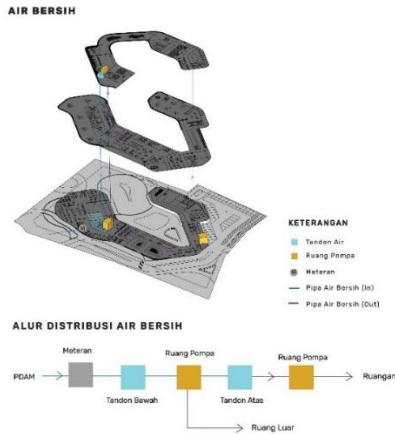 AIR BERSIH
KETERANGAN
Tandon Air
Ruang Pompa
Meteran
Pipa Air Bersih (In)
Pipa Air Bersih (Out)
ALUR DISTRIBUSI AIR BERSIH
Meteran
Ruang Pompa
Ruang Pompa
PDAM
Ruangan
Tandon Bawah
Tandon Atas
Ruang Luar